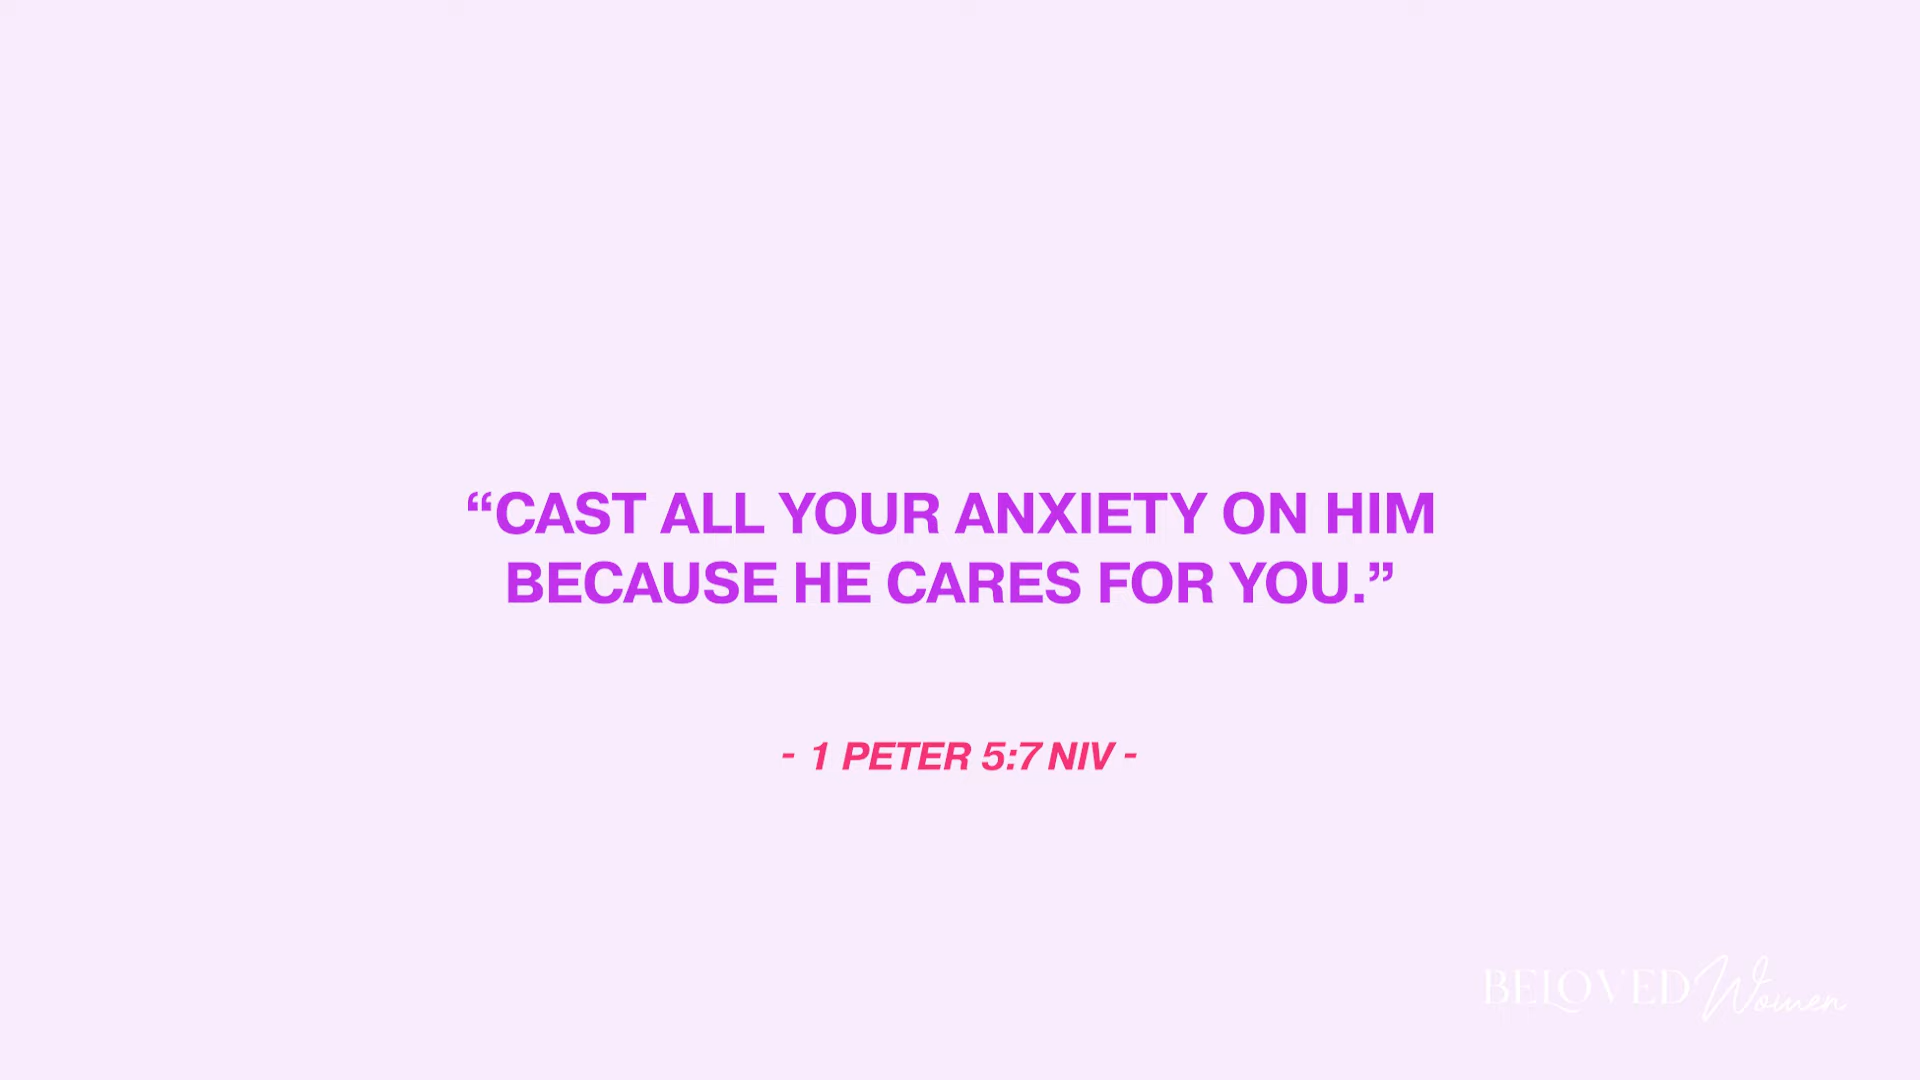 “CAST ALL YOUR ANXIETY ON HIM
BECAUSE HE CARES FOR YOU.”
- 1 PETER 5:7 NIV -
BELOVED Women